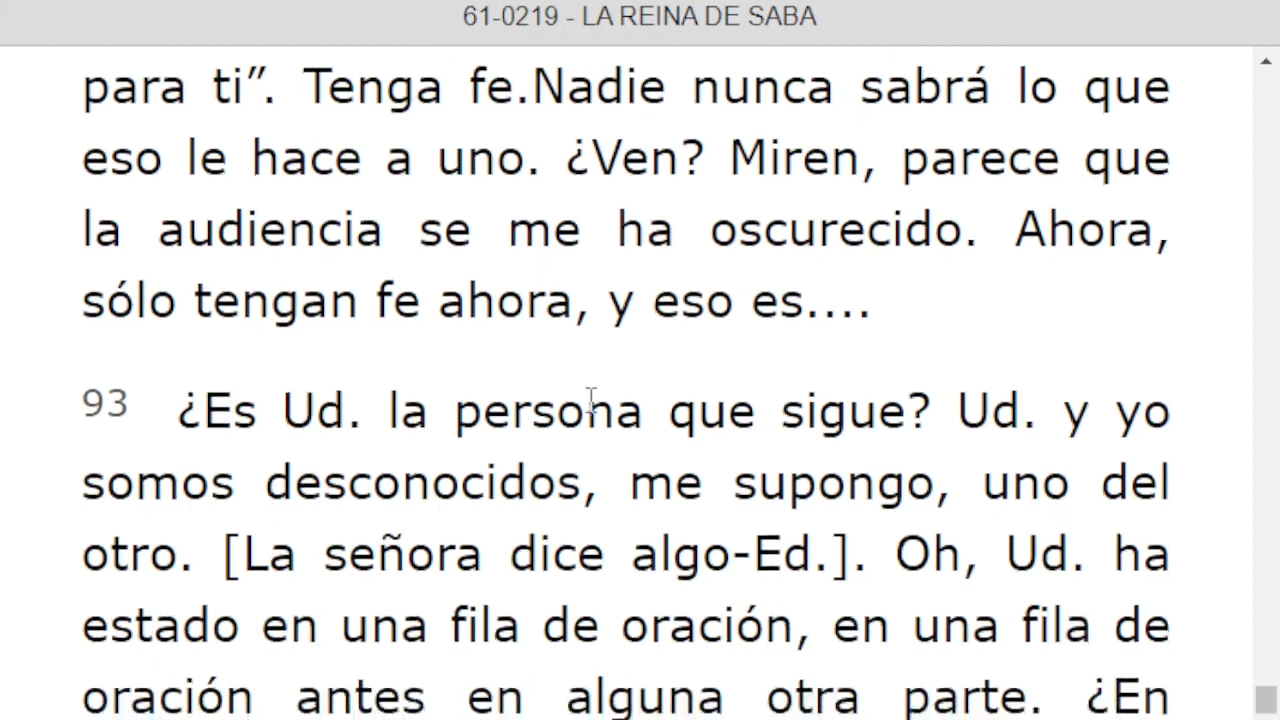 61-0219 - LA REINA DE SABA
para ti”. Tenga fe.Nadie nunca sabrá lo que
eso le hace a uno. ¿Ven? Miren, parece que
la audiencia se me ha oscurecido. Ahora,
sólo tengan fe ahora, y eso es....
93 ¿Es Ud. la persona que sigue? Ud. y yo
somos desconocidos, me supongo, uno del
otro. [La señora dice algo-Ed.]. Oh, Ud. ha
estado en una fila de oración, en una fila de
oración antes en alguna otra parte. ¿En